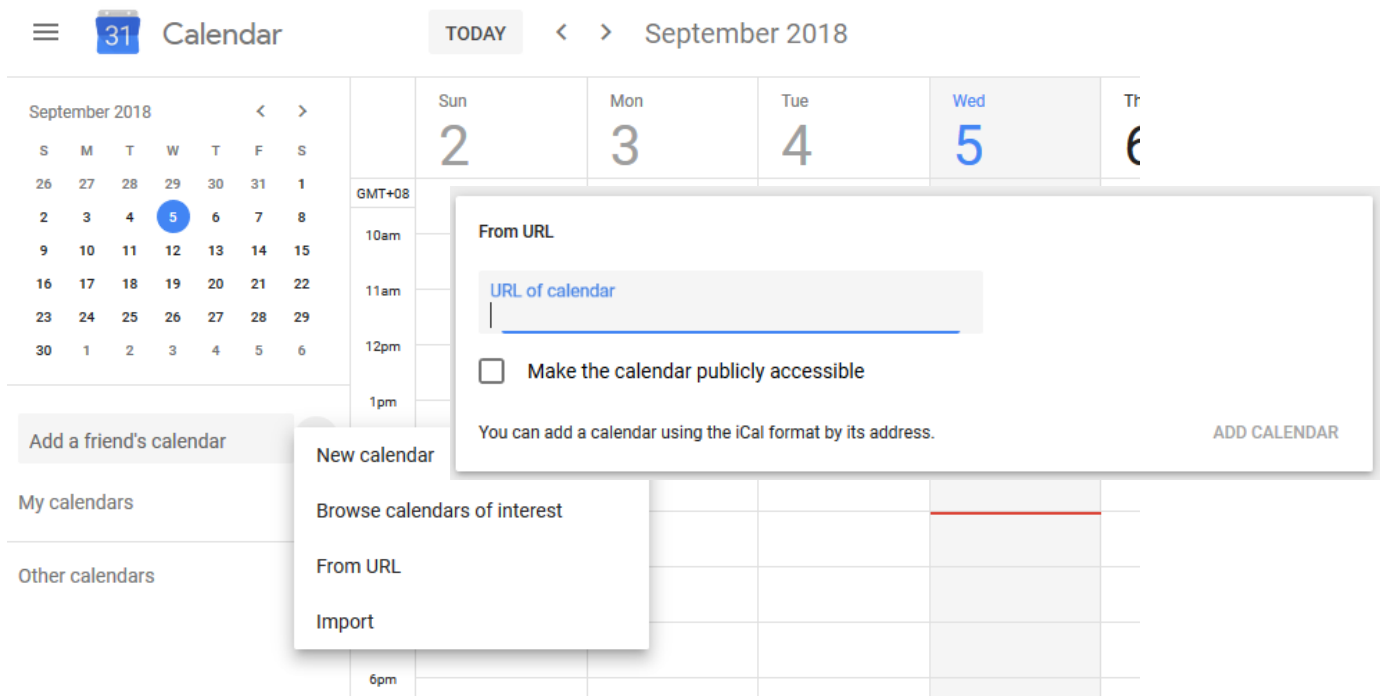 31 Calendar TODAY < > September 2018
September 2018 < >
S M T W T F S
26 27 28 29 30 31 1
2 3 4 5 6 7 8
9 10 11 12 13 14 15
16 17 18 19 20 21 22
23 24 25 26 27 28 29
30 1 2 3 4 5 6
Add a friend's calendar
My calendars
Other calendars
New calendar
Browse calendars of interest
From URL
Import
Sun Mon Tue Wed Th
2 3 4 5 6
GMT+08
10am
11am
12pm
1pm
6pm
From URL
URL of calendar
Make the calendar publicly accessible
You can add a calendar using the iCal format by its address. ADD CALENDAR